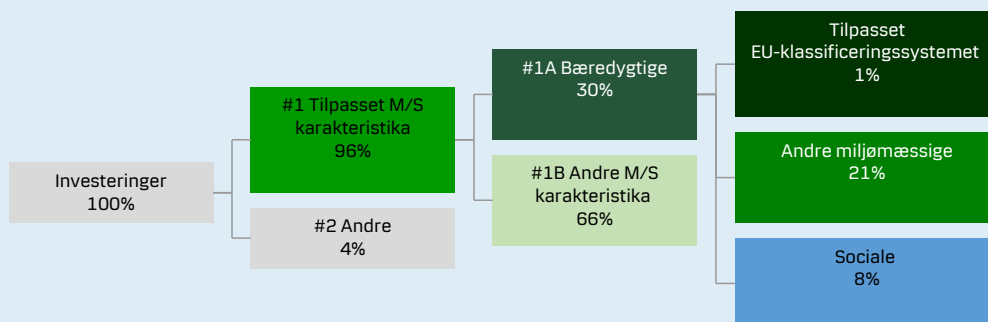 Investeringer
100%
#1 Tilpasset M/S
karakteristika
96%
#2 Andre
4%
#1A Bæredygtige
30%
#1B Andre M/S
karakteristika
66%
Tilpasset
EU-klassificeringssystemet
1%
Andre miljømæssige
21%
Sociale
8%